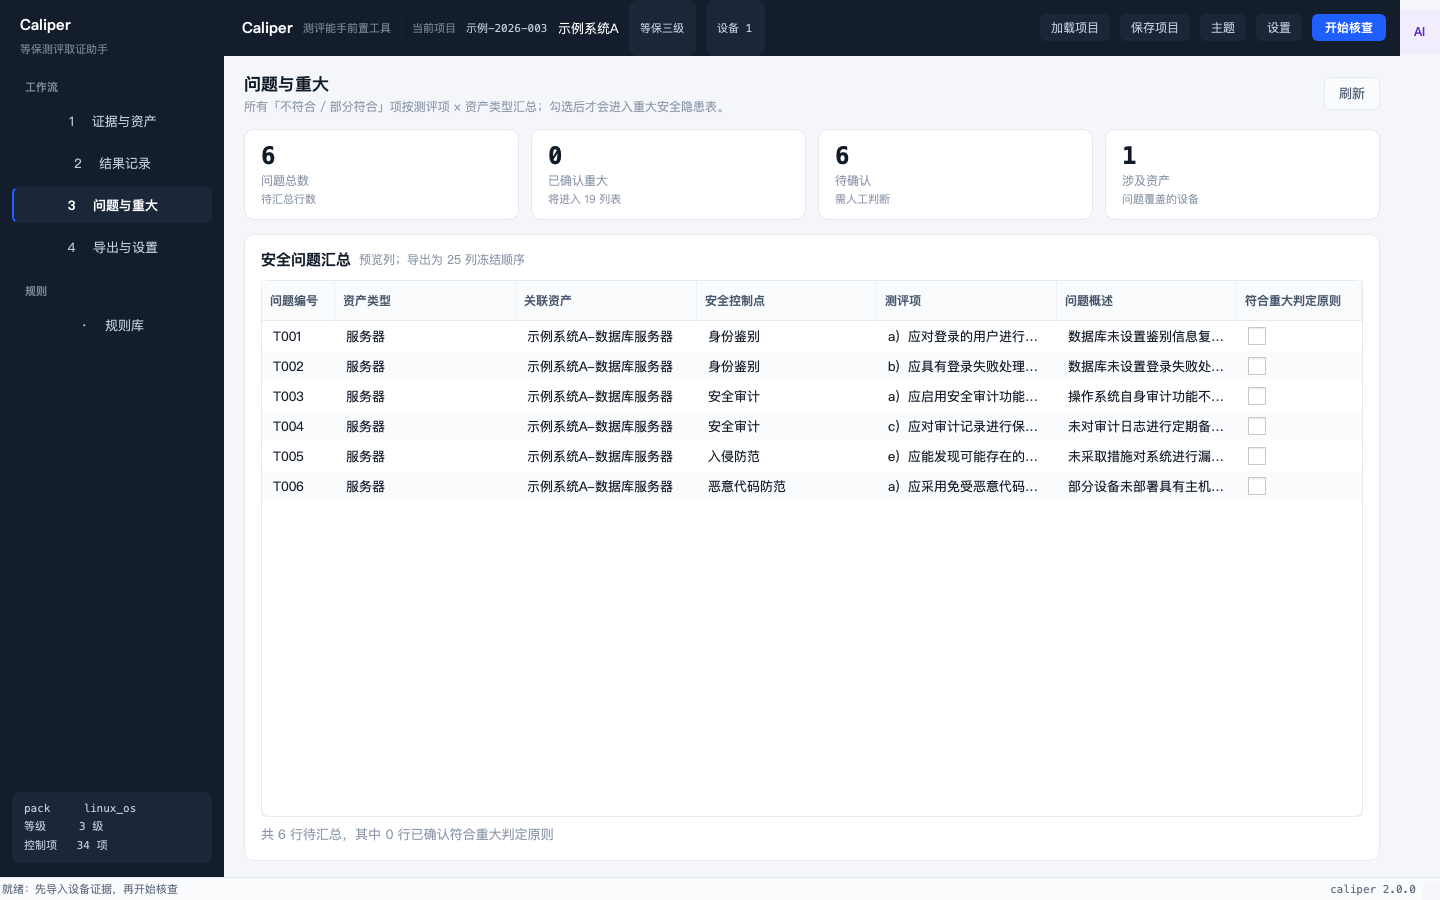 Caliper
等保测评取证助手
工作流
1 证据与资产
2 结果记录
3 问题与重大
4 导出与设置
规则
· 规则库
pack linux_os
等级 3 级
控制项 34 项
Caliper 测评能手前置工具 当前项目 示例-2026-003 示例系统A 等保三级 设备 1 加载项目 保存项目 主题 设置 开始核查 AI
问题与重大
所有「不符合 / 部分符合」项按测评项 × 资产类型汇总；勾选后才会进入重大安全隐患表。
刷新
6
问题总数
待汇总行数
0
已确认重大
将进入 19 列表
6
待确认
需人工判断
1
涉及资产
问题覆盖的设备
安全问题汇总 预览列；导出为 25 列冻结顺序
问题编号 资产类型 关联资产 安全控制点 测评项 问题概述 符合重大判定原则
T001 服务器 示例系统A-数据库服务器 身份鉴别 a）应对登录的用户进行... 数据库未设置鉴别信息复...
T002 服务器 示例系统A-数据库服务器 身份鉴别 b）应具有登录失败处理... 数据库未设置登录失败处...
T003 服务器 示例系统A-数据库服务器 安全审计 a）应启用安全审计功能... 操作系统自身审计功能不...
T004 服务器 示例系统A-数据库服务器 安全审计 c）应对审计记录进行保... 未对审计日志进行定期备...
T005 服务器 示例系统A-数据库服务器 入侵防范 e）应能发现可能存在的... 未采取措施对系统进行漏...
T006 服务器 示例系统A-数据库服务器 恶意代码防范 a）应采用免受恶意代码... 部分设备未部署具有主机...
共 6 行待汇总，其中 0 行已确认符合重大判定原则
就绪：先导入设备证据，再开始核查
caliper 2.0.0